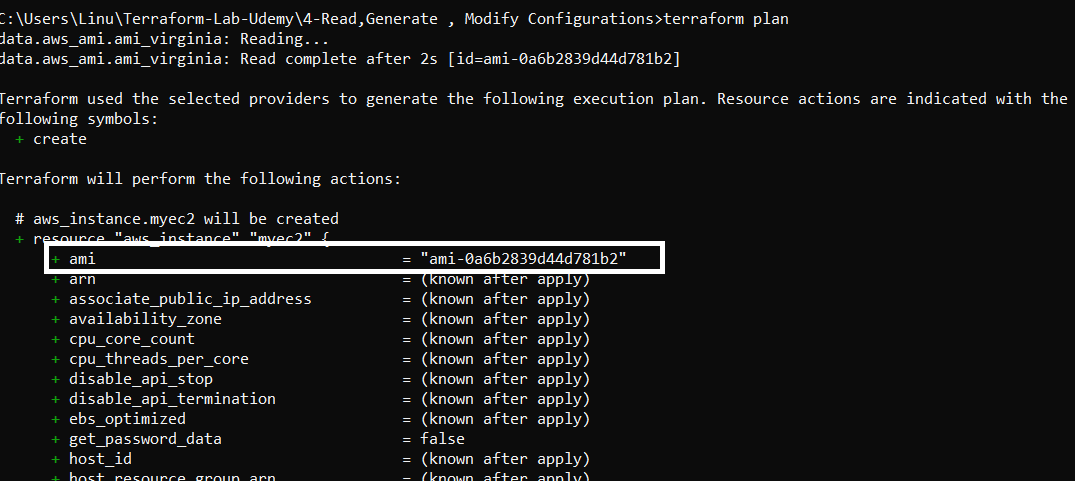 C:\Users\Linu\Terraform-Lab-Udemy\4-Read,Generate , Modify Configurations>terraform plan
data.aws_ami.ami_virginia: Reading...
data.aws_ami.ami_virginia: Read complete after 2s [id=ami-0a6b2839d44d781b2]
Terraform used the selected providers to generate the following execution plan. Resource actions are indicated with the
following symbols:
+ create
Terraform will perform the following actions:
# aws_instance.myec2 will be created
+ resource "aws_instance" "myec2" {
+ ami = "ami-0a6b2839d44d781b2"
+ arn = (known after apply)
+ associate_public_ip_address = (known after apply)
+ availability_zone = (known after apply)
+ cpu_core_count = (known after apply)
+ cpu_threads_per_core = (known after apply)
+ disable_api_stop = (known after apply)
+ disable_api_termination = (known after apply)
+ ebs_optimized = (known after apply)
+ get_password_data = false
+ host_id = (known after apply)
+ host_resource_group_arn = (known after apply)